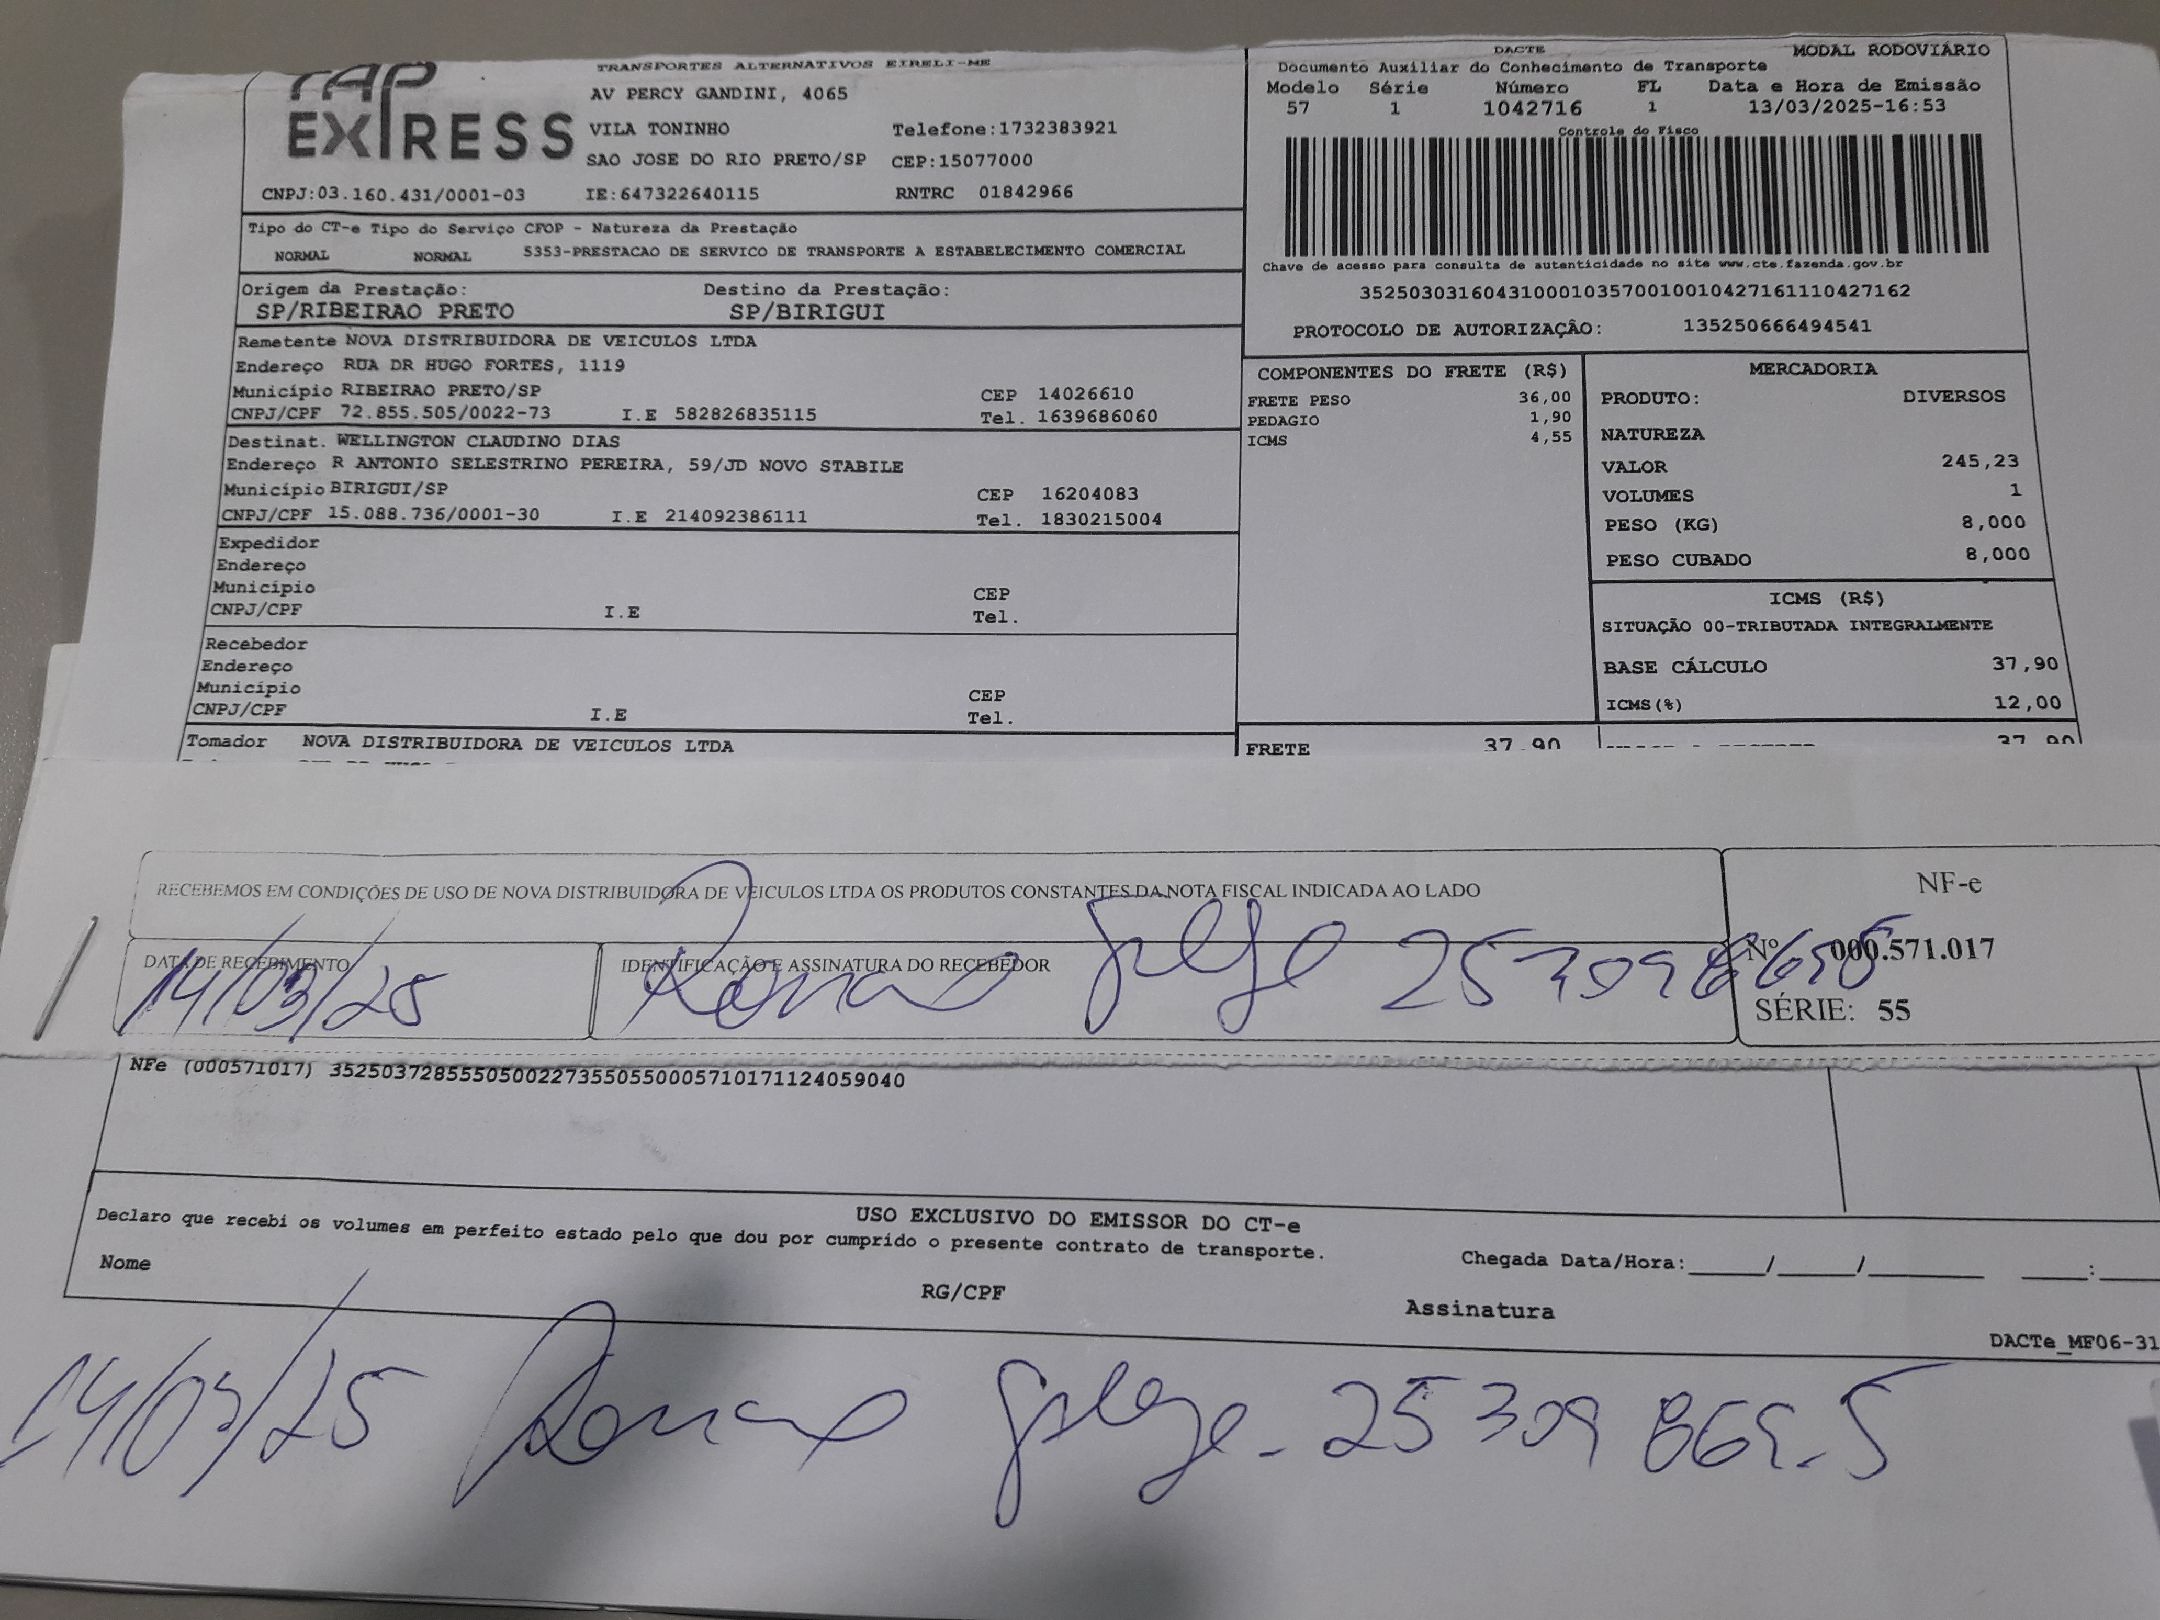 TAP
EXPRESS
TRANSPORTES ALTERNATIVOS EIRELI-ME
AV PERCY GANDINI, 4065
VILA TONINHO Telefone:1732383921
SAO JOSE DO RIO PRETO/SP CEP:15077000
CNPJ:03.160.431/0001-03 IE:647322640115 RNTRC 01842966
Tipo do CT-e Tipo do Serviço CFOP - Natureza da Prestação
NORMAL NORMAL 5353-PRESTACAO DE SERVICO DE TRANSPORTE A ESTABELECIMENTO COMERCIAL
Origem da Prestação: Destino da Prestação:
SP/RIBEIRAO PRETO SP/BIRIGUI
Remetente NOVA DISTRIBUIDORA DE VEICULOS LTDA
Endereço RUA DR HUGO FORTES, 1119
Município RIBEIRAO PRETO/SP CEP 14026610
CNPJ/CPF 72.855.505/0022-73 I.E 582826835115 Tel. 1639686060
Destinat. WELLINGTON CLAUDINO DIAS
Endereço R ANTONIO SELESTRINO PEREIRA, 59/JD NOVO STABILE
Município BIRIGUI/SP CEP 16204083
CNPJ/CPF 15.088.736/0001-30 I.E 214092386111 Tel. 1830215004
Expedidor
Endereço
Município CEP
CNPJ/CPF I.E Tel.
Recebedor
Endereço
Município CEP
CNPJ/CPF I.E Tel.
Tomador NOVA DISTRIBUIDORA DE VEICULOS LTDA
DACTE MODAL RODOVIÁRIO
Documento Auxiliar do Conhecimento de Transporte
Modelo Série Número FL Data e Hora de Emissão
57 1 1042716 1 13/03/2025-16:53
Controle do Fisco
Chave de acesso para consulta de autenticidade no site www.cte.fazenda.gov.br
35250303160431000103570010010427161110427162
PROTOCOLO DE AUTORIZAÇÃO: 135250666494541
COMPONENTES DO FRETE (R$)
FRETE PESO 36,00
PEDAGIO 1,90
ICMS 4,55
FRETE 37,90
MERCADORIA
PRODUTO: DIVERSOS
NATUREZA
VALOR 245,23
VOLUMES 1
PESO (KG) 8,000
PESO CUBADO 8,000
ICMS (R$)
SITUAÇÃO 00-TRIBUTADA INTEGRALMENTE
BASE CÁLCULO 37,90
ICMS(%) 12,00
37,90
RECEBEMOS EM CONDIÇÕES DE USO DE NOVA DISTRIBUIDORA DE VEICULOS LTDA OS PRODUTOS CONSTANTES DA NOTA FISCAL INDICADA AO LADO
DATA DE RECEBIMENTO IDENTIFICAÇÃO E ASSINATURA DO RECEBEDOR
14/03/25
NF-e
Nº 000.571.017
SÉRIE: 55
NFe (000571017) 35250372855505002273550550005710171124059040
USO EXCLUSIVO DO EMISSOR DO CT-e
Declaro que recebi os volumes em perfeito estado pelo que dou por cumprido o presente contrato de transporte.
Nome RG/CPF Assinatura
Chegada Data/Hora:_____/_____/_______ ____:____
DACTe_MF06-31
14/03/25